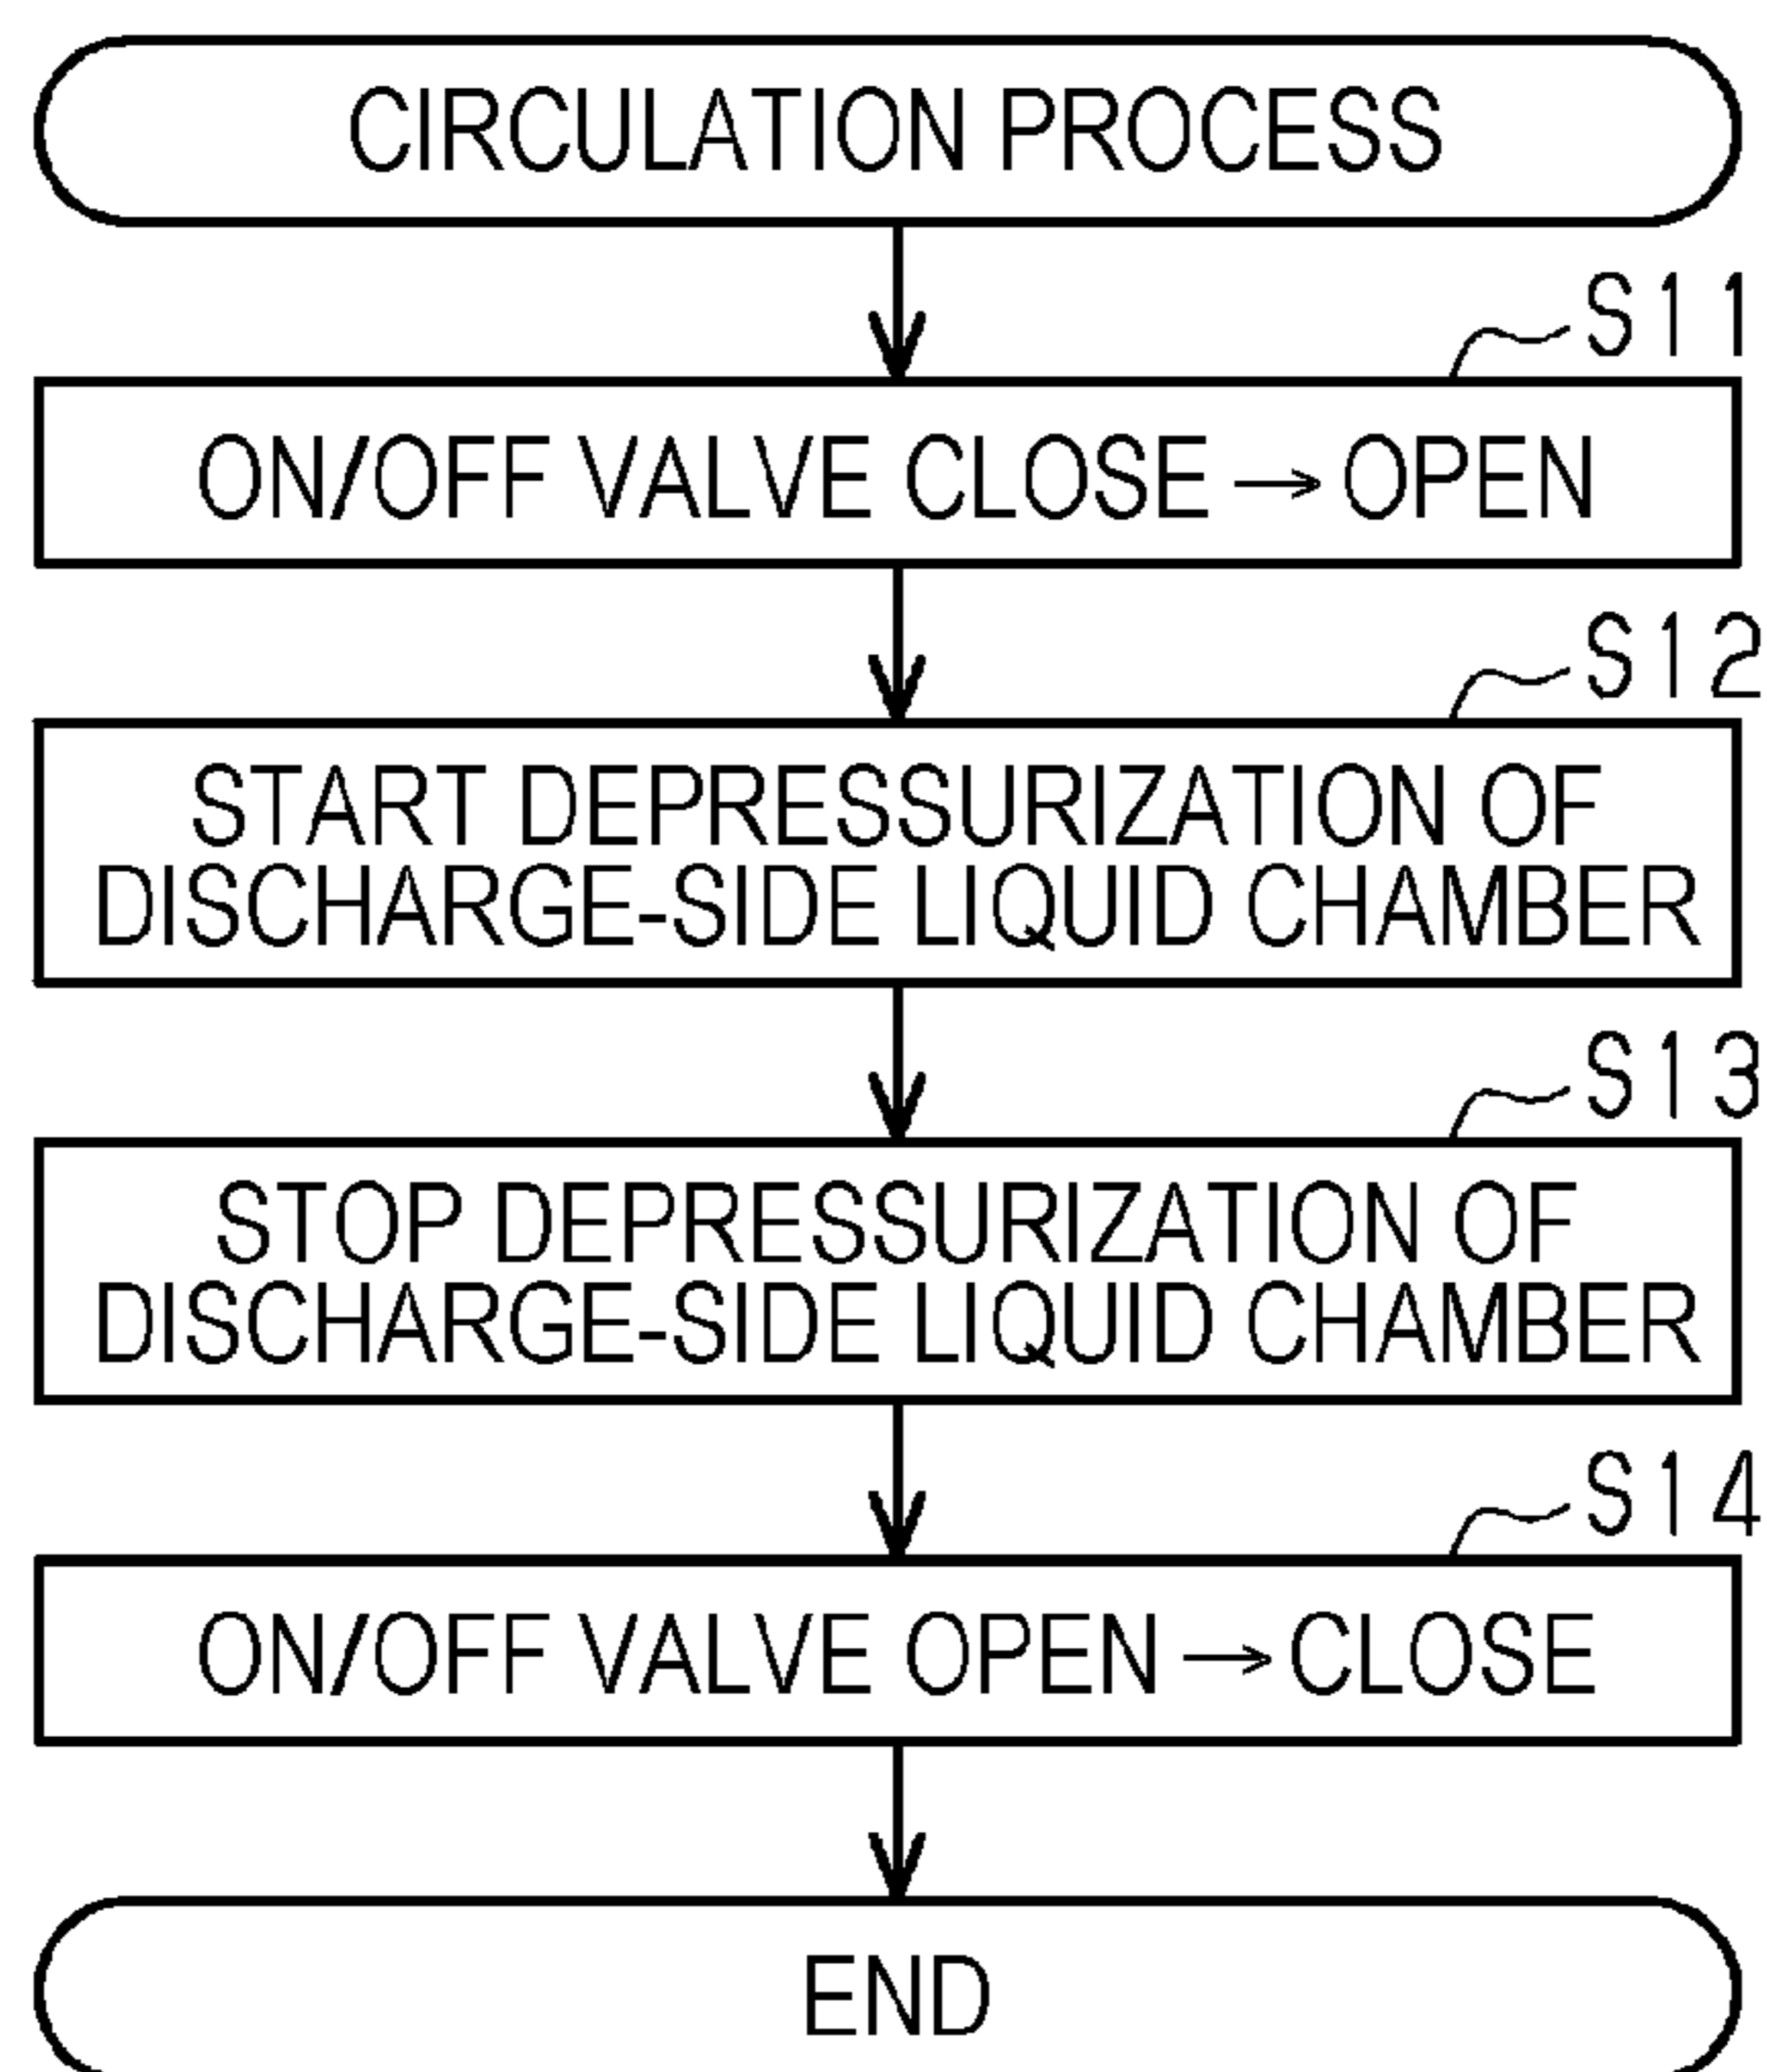 CIRCULATION PROCESS
S11
ON/OFF VALVE CLOSE → OPEN
S12
START DEPRESSURIZATION OF
DISCHARGE-SIDE LIQUID CHAMBER
S13
STOP DEPRESSURIZATION OF
DISCHARGE-SIDE LIQUID CHAMBER
S14
ON/OFF VALVE OPEN → CLOSE
END